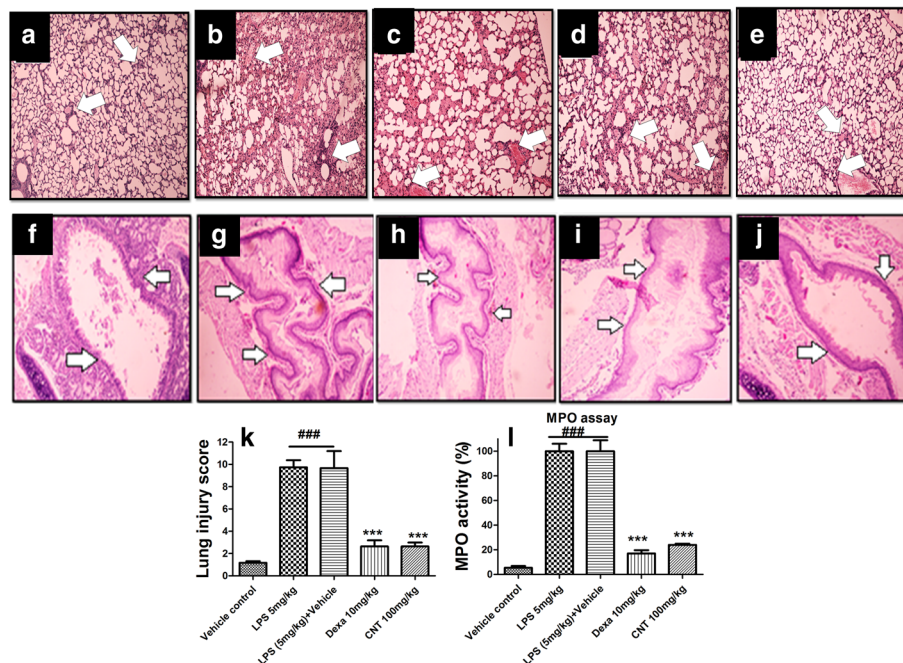 a b c d e
f g h i j
k
###
Lung injury score
12
10
8
6
4
2
0
***
***
Vehicle control
LPS 5mg/kg
LPS (5mg/kg)+Vehicle
Dexa 10mg/kg
CNT 100mg/kg
l
MPO assay
###
MPO activity (%)
100
80
60
40
20
0
***
***
Vehicle control
LPS 5mg/kg
LPS (5mg/kg)+Vehicle
Dexa 10mg/kg
CNT 100mg/kg